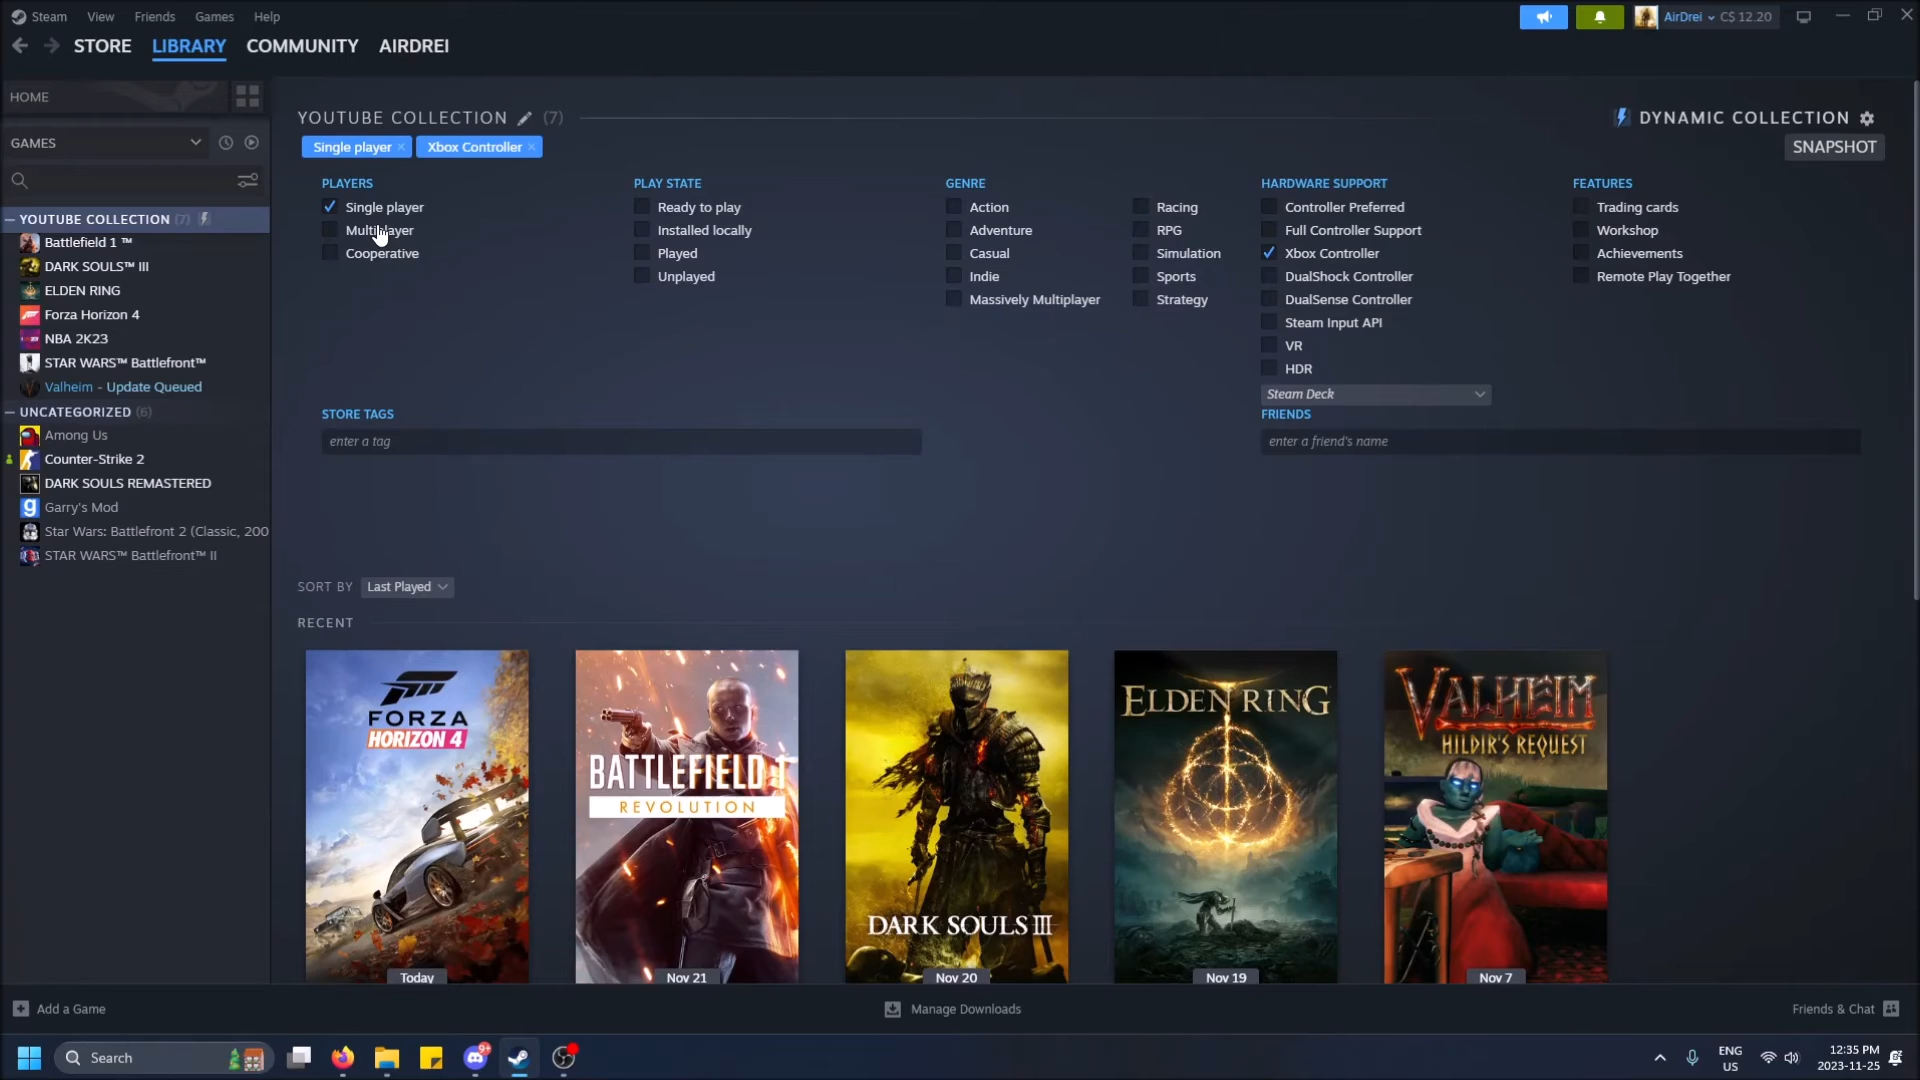 Steam View Friends Games Help AirDrei C$ 12.20
STORE LIBRARY COMMUNITY AIRDREI
HOME
GAMES
YOUTUBE COLLECTION (7)
Battlefield 1 ™
DARK SOULS™ III
ELDEN RING
Forza Horizon 4
NBA 2K23
STAR WARS™ Battlefront™
Valheim - Update Queued
UNCATEGORIZED (6)
Among Us
Counter-Strike 2
DARK SOULS REMASTERED
Garry's Mod
Star Wars: Battlefront 2 (Classic, 200
STAR WARS™ Battlefront™ II
YOUTUBE COLLECTION (7)
DYNAMIC COLLECTION
Single player × Xbox Controller ×
SNAPSHOT
PLAYERS
Single player
Multiplayer
Cooperative
PLAY STATE
Ready to play
Installed locally
Played
Unplayed
GENRE
Action
Adventure
Casual
Indie
Massively Multiplayer
Racing
RPG
Simulation
Sports
Strategy
HARDWARE SUPPORT
Controller Preferred
Full Controller Support
Xbox Controller
DualShock Controller
DualSense Controller
Steam Input API
VR
HDR
Steam Deck
FEATURES
Trading cards
Workshop
Achievements
Remote Play Together
STORE TAGS
enter a tag
FRIENDS
enter a friend's name
SORT BY Last Played
RECENT
FORZA
HORIZON 4
Today
BATTLEFIELD 1
REVOLUTION
Nov 21
DARK SOULS III
Nov 20
ELDEN RING
Nov 19
VALHEIM
HILDIR'S REQUEST
Nov 7
Add a Game Manage Downloads Friends & Chat
Search
9+
ENG
US
12:35 PM
2023-11-25